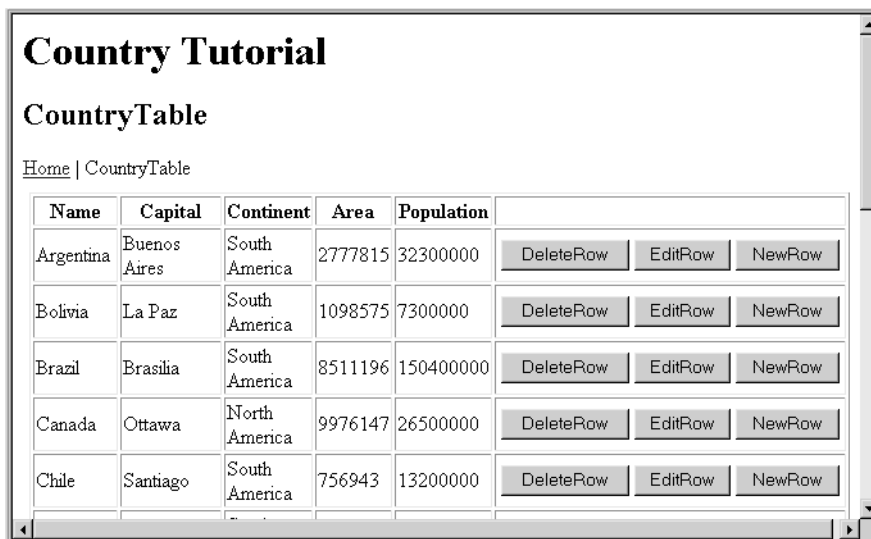 Country Tutorial
CountryTable
Home | CountryTable
Name Capital Continent Area Population
Argentina Buenos Aires South America 2777815 32300000 DeleteRow EditRow NewRow
Bolivia La Paz South America 1098575 7300000 DeleteRow EditRow NewRow
Brazil Brasilia South America 8511196 150400000 DeleteRow EditRow NewRow
Canada Ottawa North America 9976147 26500000 DeleteRow EditRow NewRow
Chile Santiago South America 756943 13200000 DeleteRow EditRow NewRow